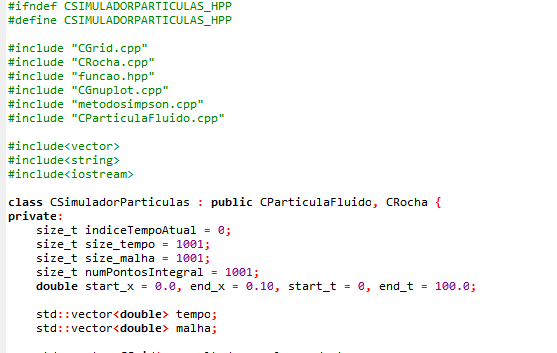 #ifndef CSIMULADORPARTICULAS_HPP
#define CSIMULADORPARTICULAS_HPP
#include "CGrid.cpp"
#include "CRocha.cpp"
#include "funcao.hpp"
#include "CGnuplot.cpp"
#include "metodosimpson.cpp"
#include "CParticulaFluido.cpp"
#include<vector>
#include<string>
#include<iostream>
class CSimuladorParticulas : public CParticulaFluido, CRocha {
private:
size_t indiceTempoAtual = 0;
size_t size_tempo = 1001;
size_t size_malha = 1001;
size_t numPontosIntegral = 1001;
double start_x = 0.0, end_x = 0.10, start_t = 0, end_t = 100.0;
std::vector<double> tempo;
std::vector<double> malha;